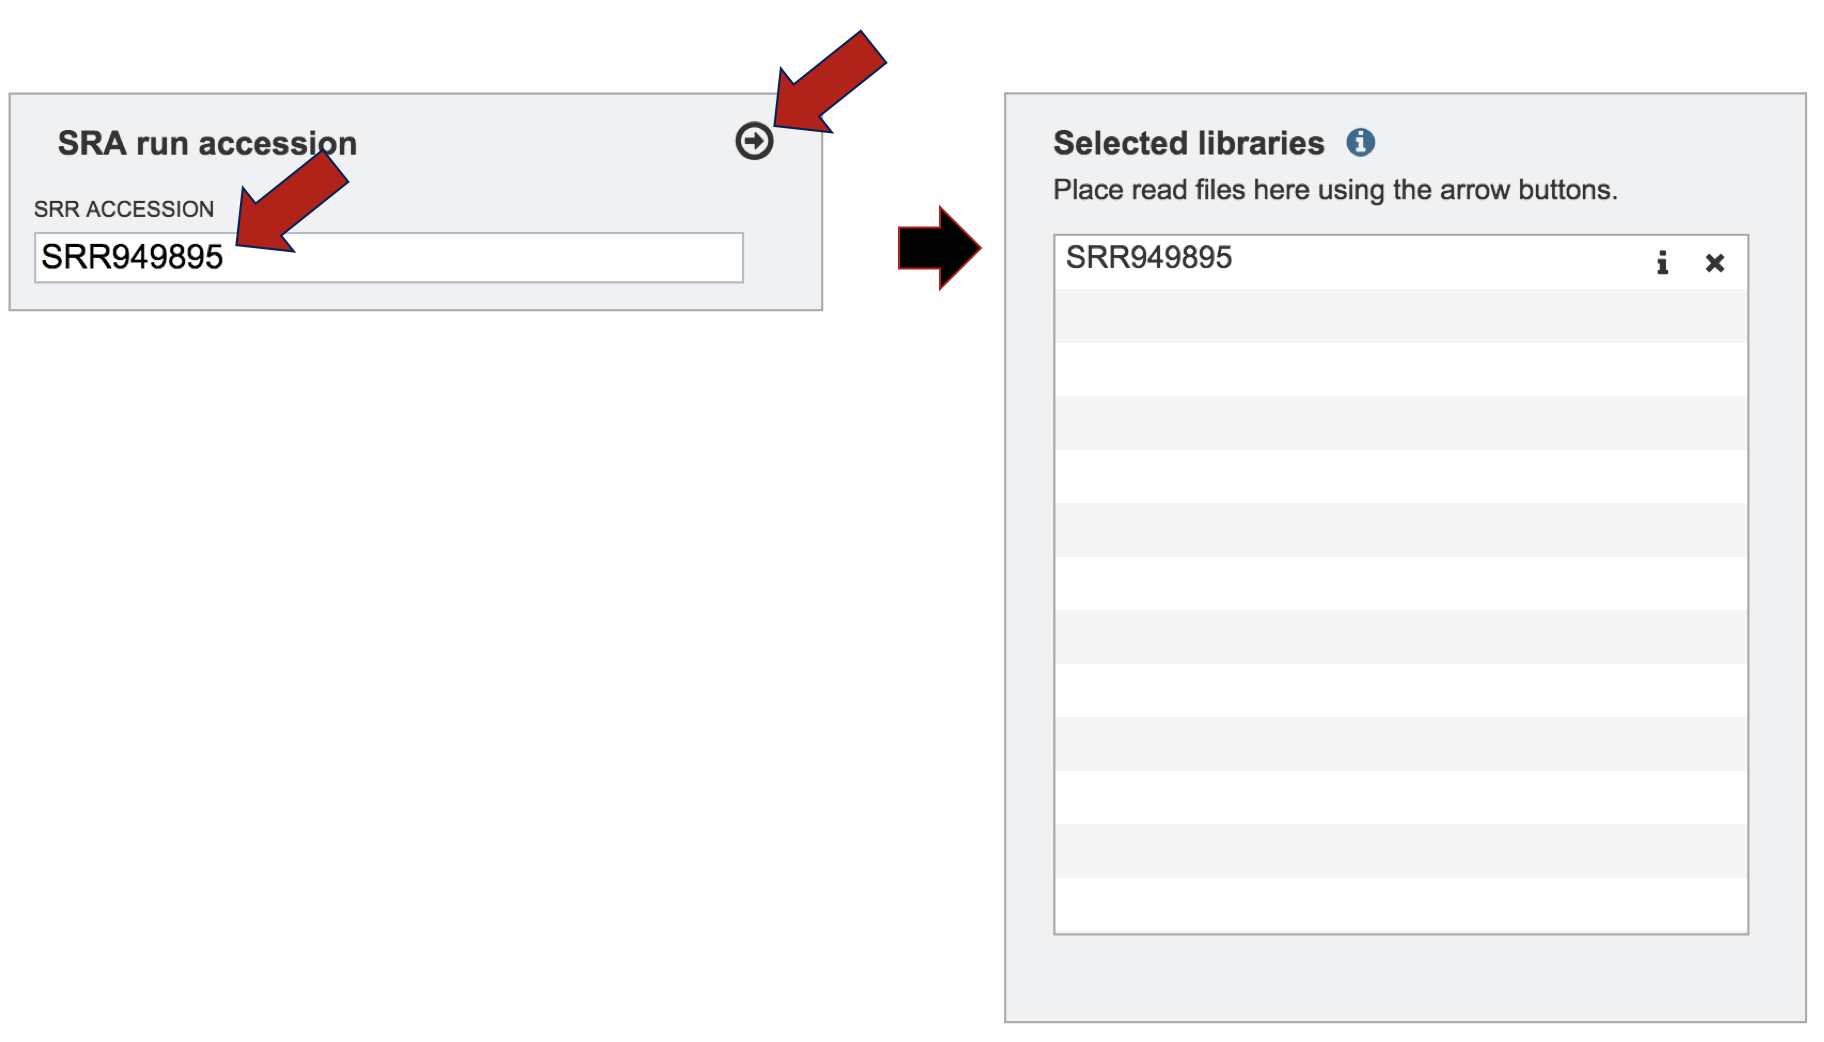 SRA run accession
SRR ACCESSION
SRR949895
Selected libraries
Place read files here using the arrow buttons.
SRR949895